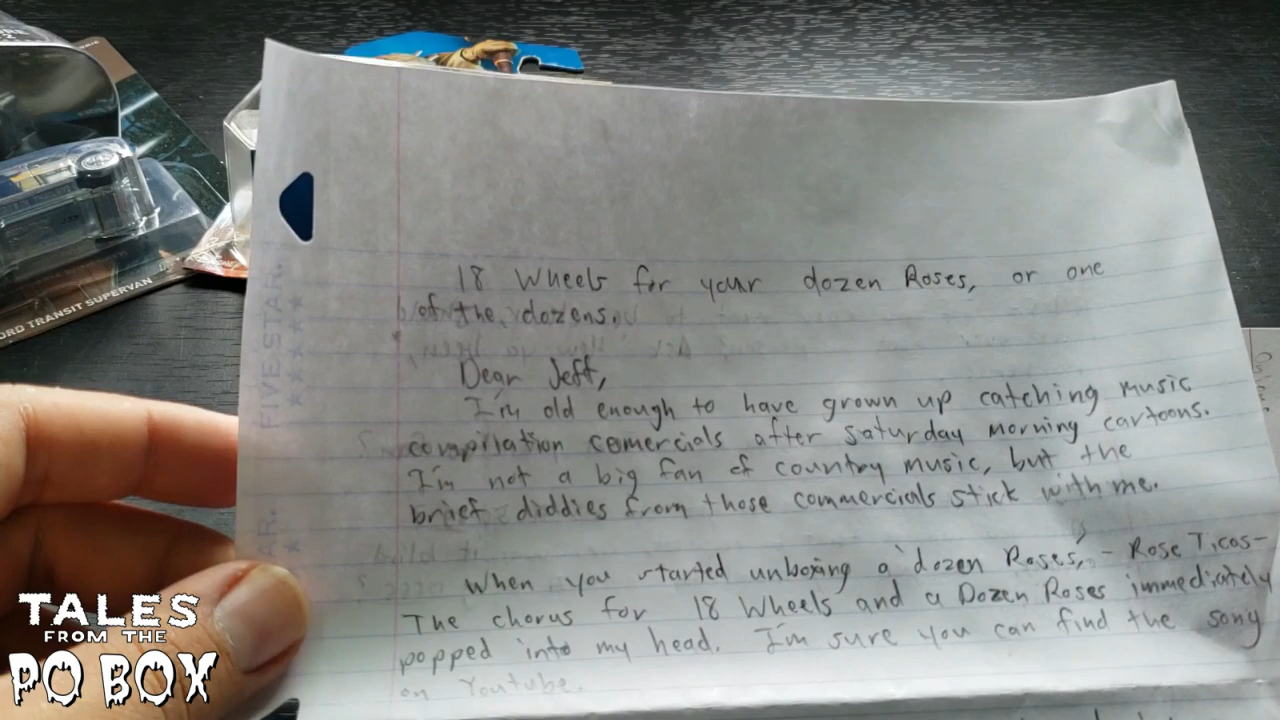 18 Wheels for your dozen Roses, or one
of the dozens.
Dear Jeff,
I'm old enough to have grown up catching music
compilation comercials after Saturday morning cartoons.
I'm not a big fan of country music, but the
brief diddies from those commercials stick with me.
When you started unboxing a "dozen Roses", - Rose Ticos-
The chorus for 18 Wheels and a Dozen Roses immediately
popped into my head. I'm sure you can find the song
on Youtube.
FIVE STAR.
AR.
ORD TRANSIT SUPERVAN
TALES
FROM THE
PO BOX